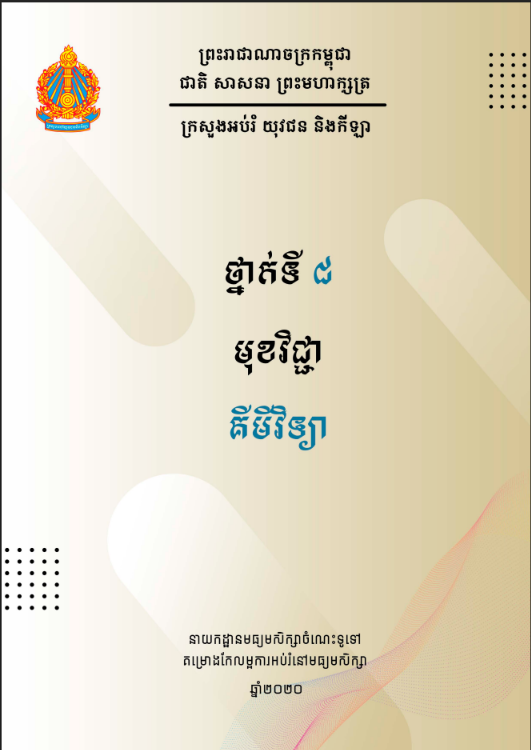 ព្រះរាជាណាចក្រកម្ពុជា
ជាតិ សាសនា ព្រះមហាក្សត្រ
ក្រសួងអប់រំ យុវជន និងកីឡា
ថ្នាក់ទី ៨
មុខវិជ្ជា
គីមីវិទ្យា
នាយកដ្ឋានមធ្យមសិក្សាចំណេះទូទៅ
គម្រោងកែលម្អការអប់រំនៅមធ្យមសិក្សា
ឆ្នាំ២០២០